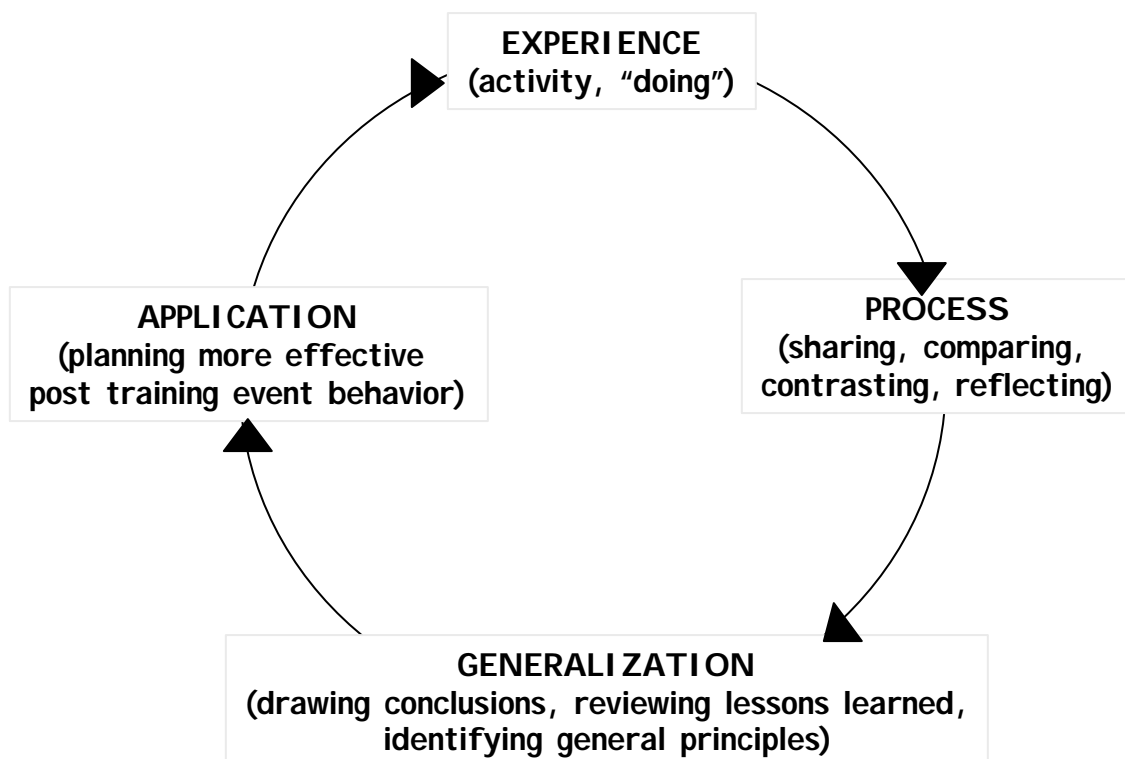 EXPERIENCE
(activity, “doing”)
PROCESS
(sharing, comparing,
contrasting, reflecting)
GENERALIZATION
(drawing conclusions, reviewing lessons learned,
identifying general principles)
APPLICATION
(planning more effective
post training event behavior)